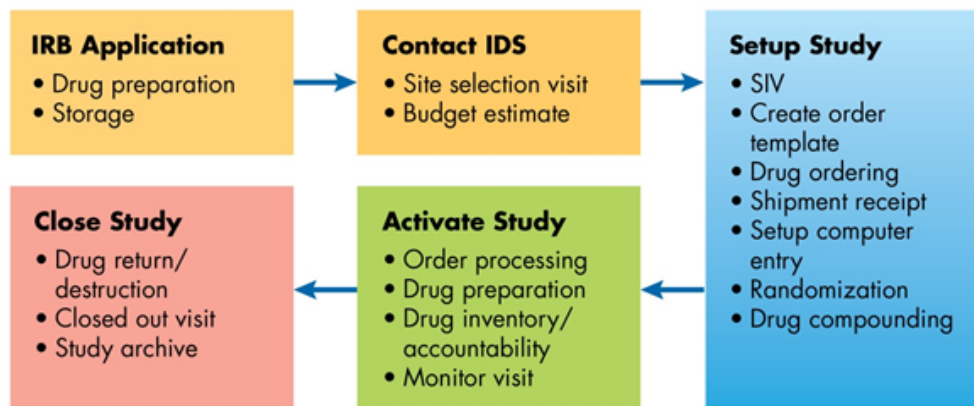 IRB Application
• Drug preparation
• Storage
Contact IDS
• Site selection visit
• Budget estimate
Setup Study
• SIV
• Create order
template
• Drug ordering
• Shipment receipt
• Setup computer
entry
• Randomization
• Drug compounding
Activate Study
• Order processing
• Drug preparation
• Drug inventory/
accountability
• Monitor visit
Close Study
• Drug return/
destruction
• Closed out visit
• Study archive